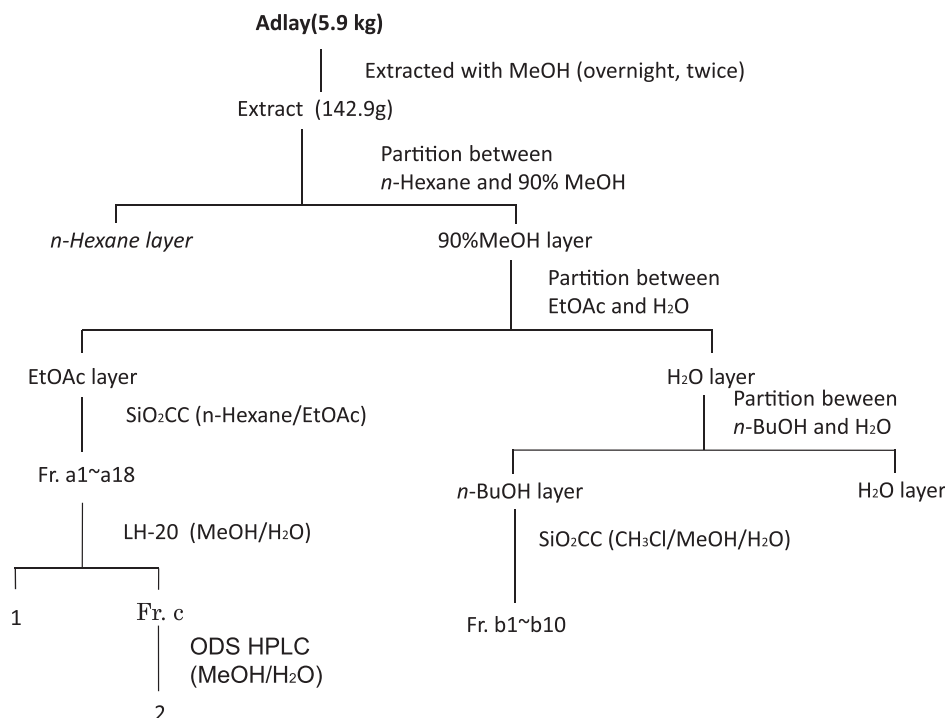 Adlay(5.9 kg)
Extracted with MeOH (overnight, twice)
Extract (142.9g)
Partition between
n-Hexane and 90% MeOH
n-Hexane layer
90%MeOH layer
Partition between
EtOAc and H₂O
EtOAc layer
H₂O layer
SiO₂CC (n-Hexane/EtOAc)
Partition beween
n-BuOH and H₂O
Fr. a1~a18
n-BuOH layer
H₂O layer
LH-20 (MeOH/H₂O)
SiO₂CC (CH₃Cl/MeOH/H₂O)
1
Fr. c
Fr. b1~b10
ODS HPLC
(MeOH/H₂O)
2